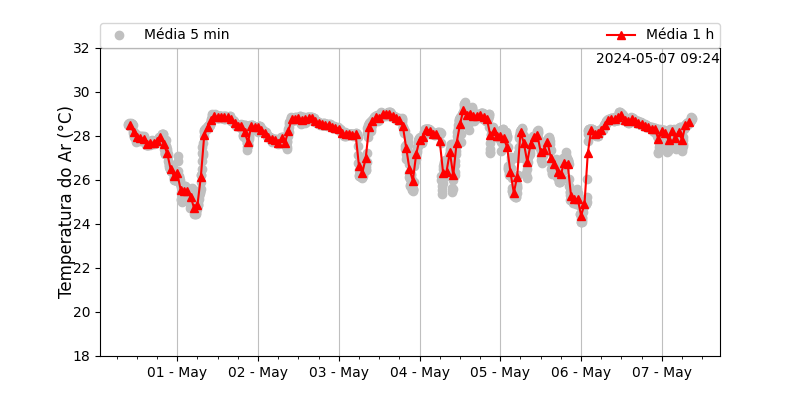 Média 5 min
Média 1 h
2024-05-07 09:24
Temperatura do Ar (°C)
32
30
28
26
24
22
20
18
01 - May
02 - May
03 - May
04 - May
05 - May
06 - May
07 - May